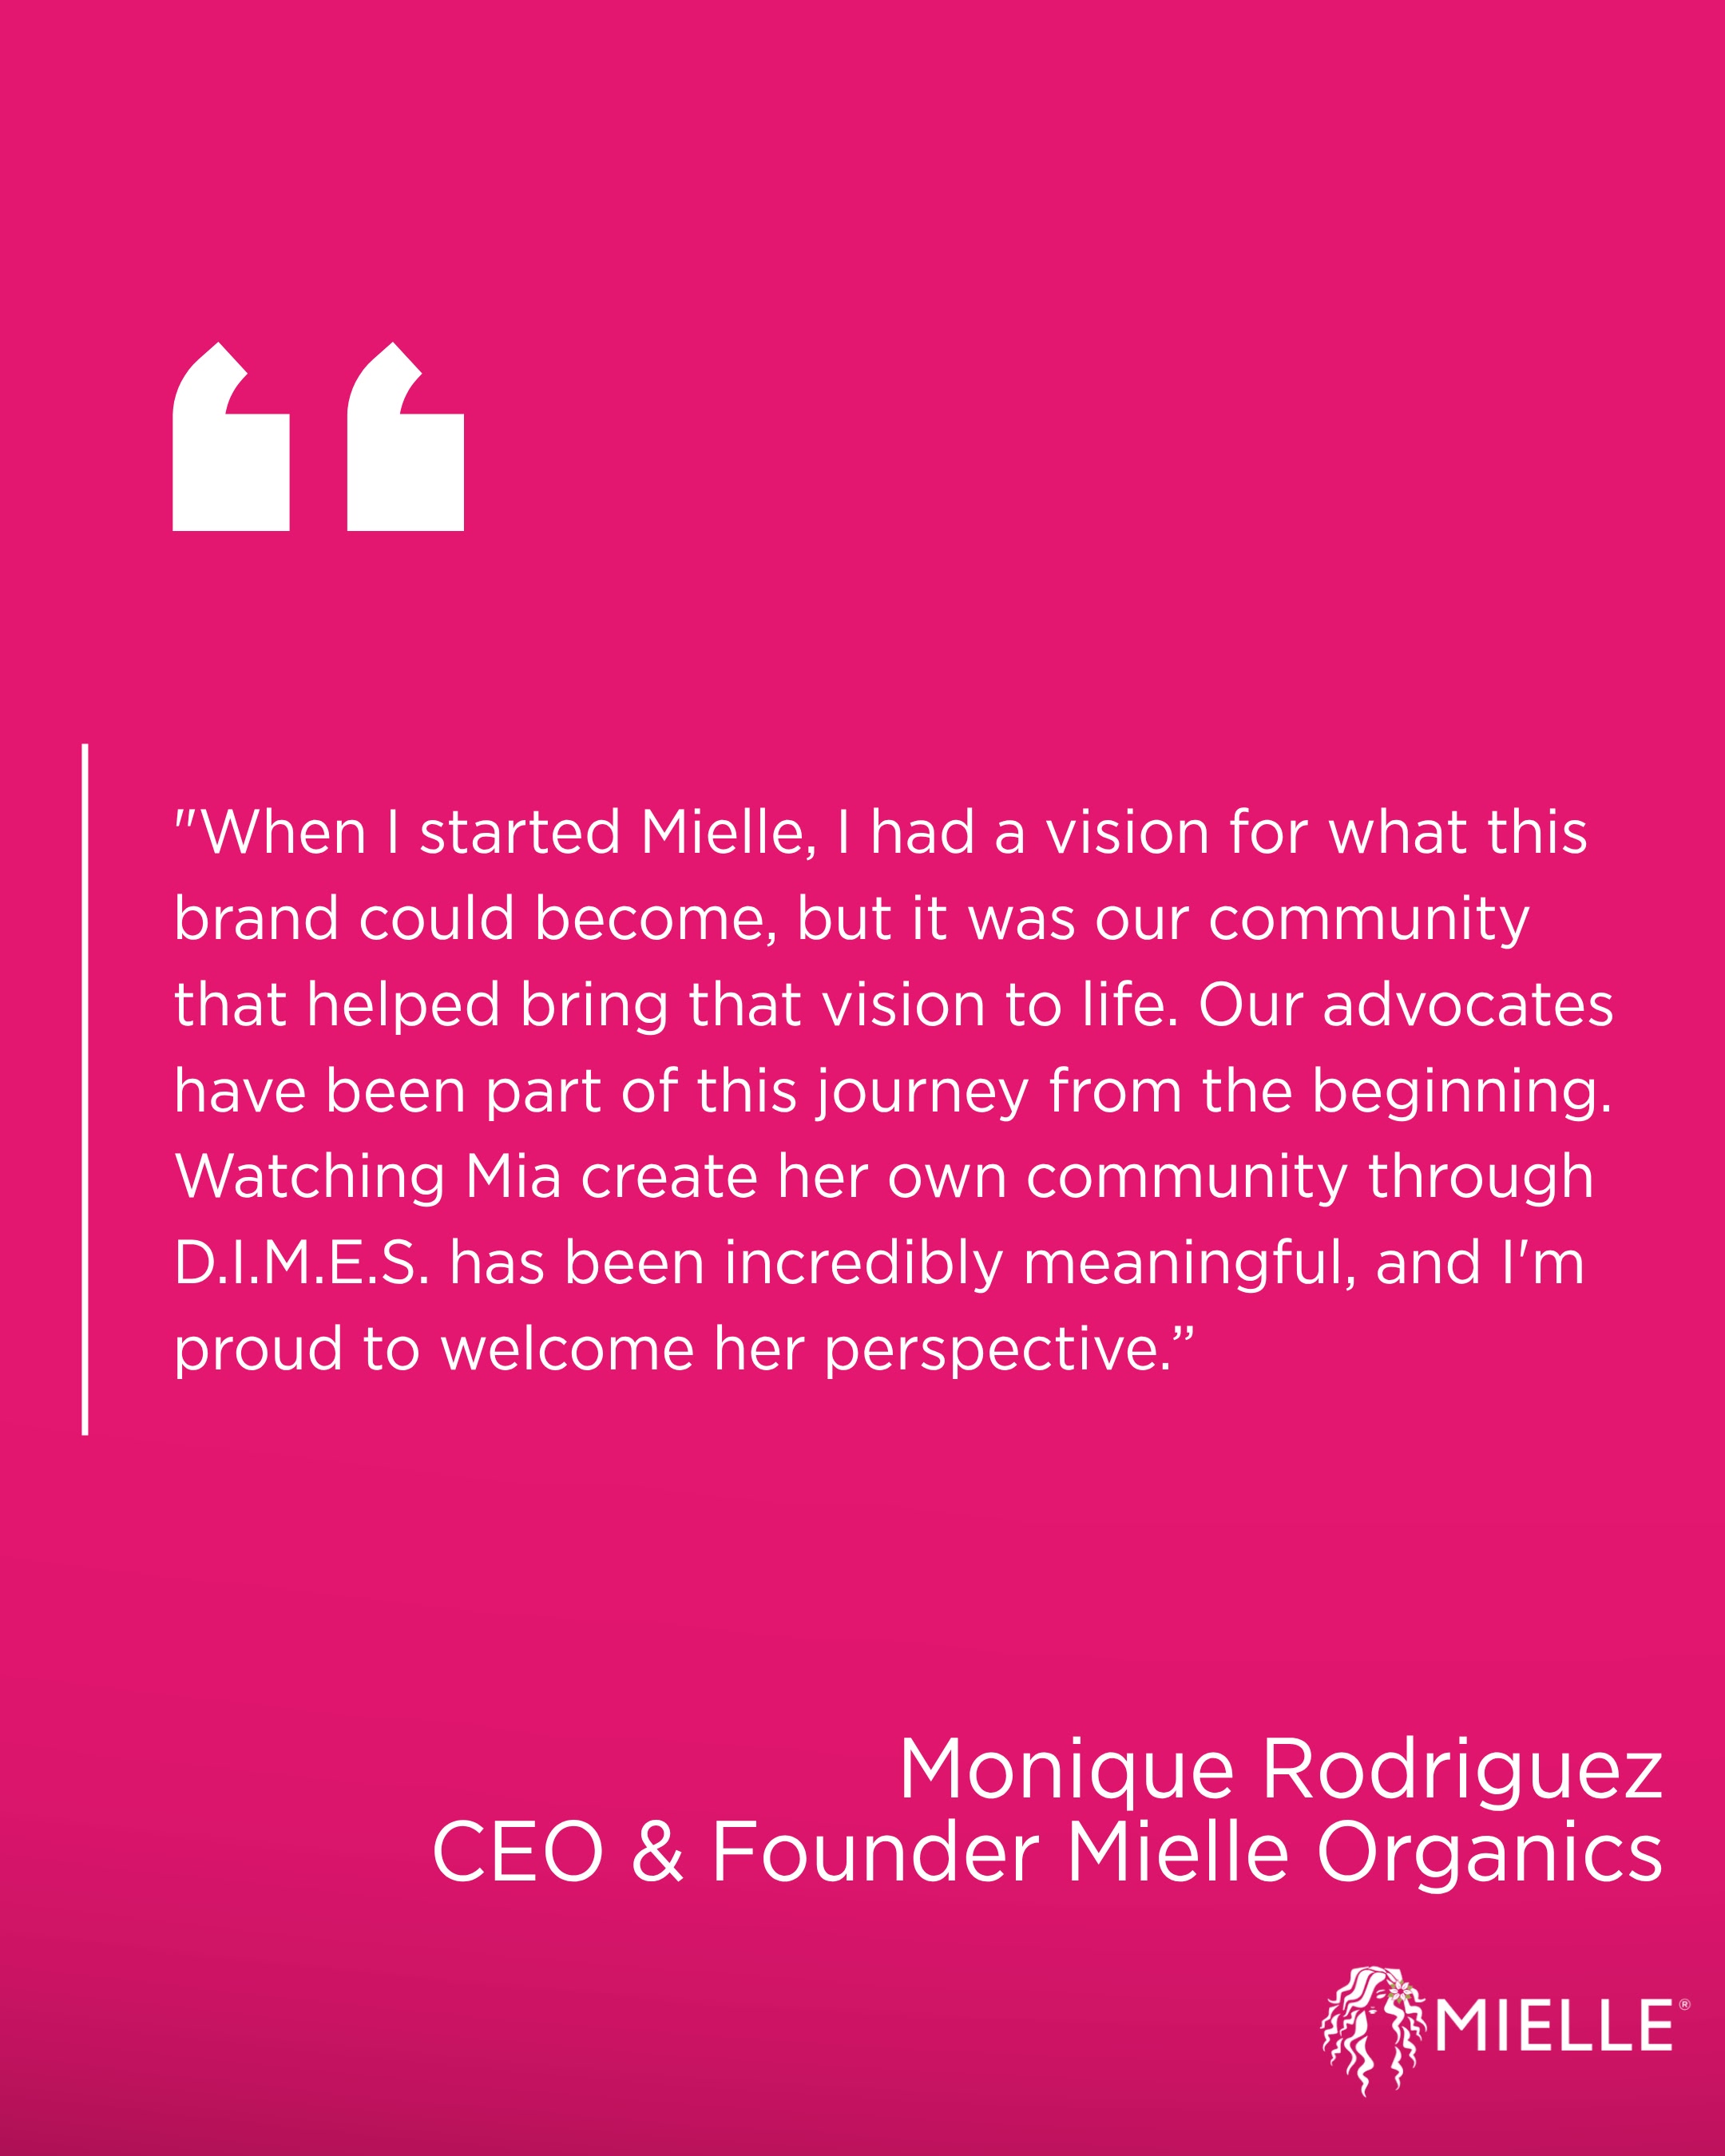 "When I started Mielle, I had a vision for what this
brand could become, but it was our community
that helped bring that vision to life. Our advocates
have been part of this journey from the beginning.
Watching Mia create her own community through
D.I.M.E.S. has been incredibly meaningful, and I'm
proud to welcome her perspective.”
Monique Rodriguez
CEO & Founder Mielle Organics
MIELLE®